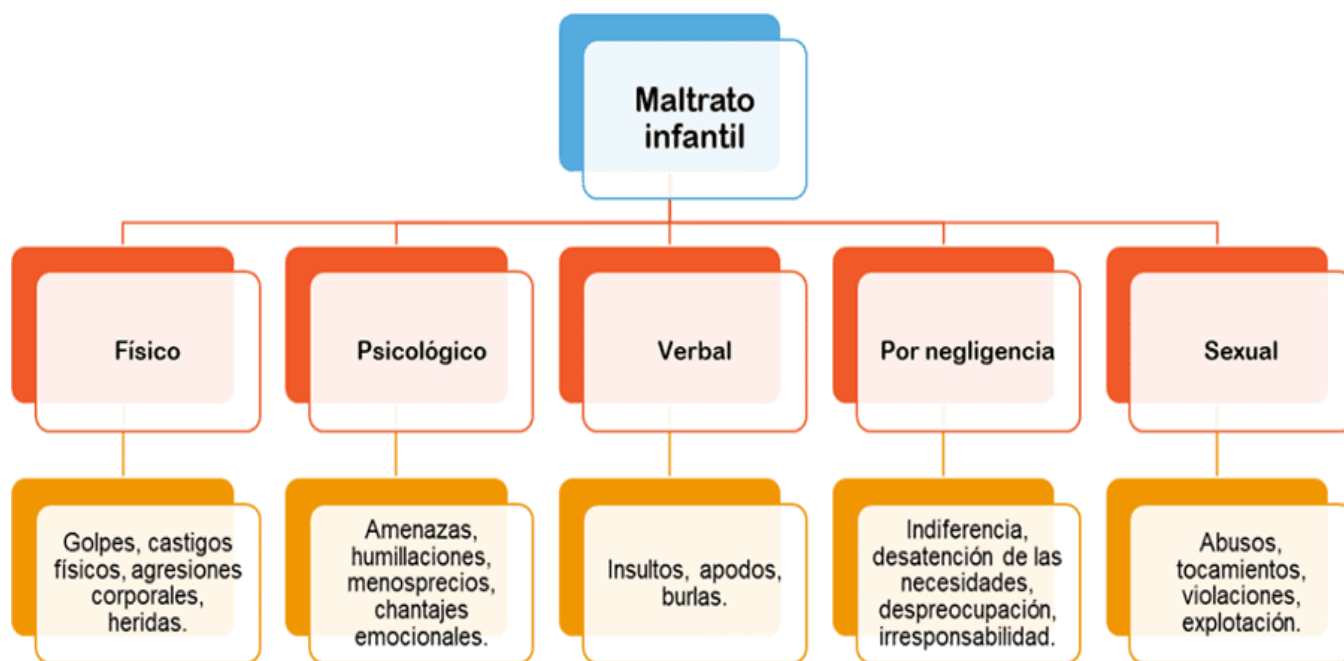 Maltrato
infantil
Físico
Psicológico
Verbal
Por negligencia
Sexual
Golpes, castigos
físicos, agresiones
corporales,
heridas.
Amenazas,
humillaciones,
menosprecios,
chantajes
emocionales.
Insultos, apodos,
burlas.
Indiferencia,
desatención de las
necesidades,
despreocupación,
irresponsabilidad.
Abusos,
tocamientos,
violaciones,
explotación.